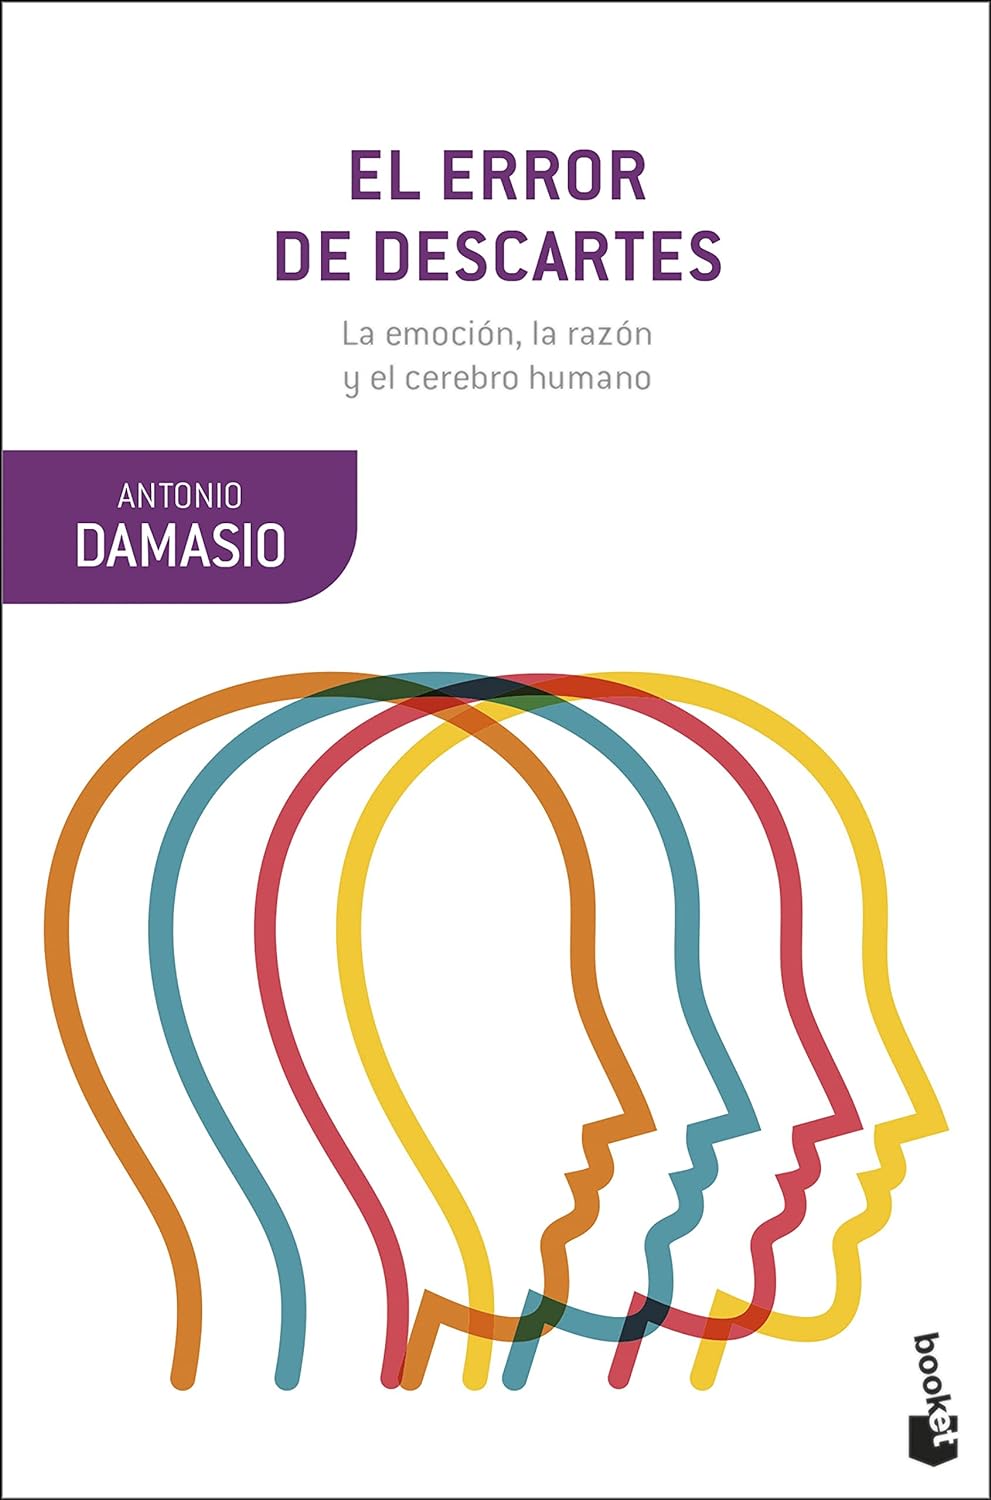 EL ERROR
DE DESCARTES
La emoción, la razón
y el cerebro humano
ANTONIO
DAMASIO
booket